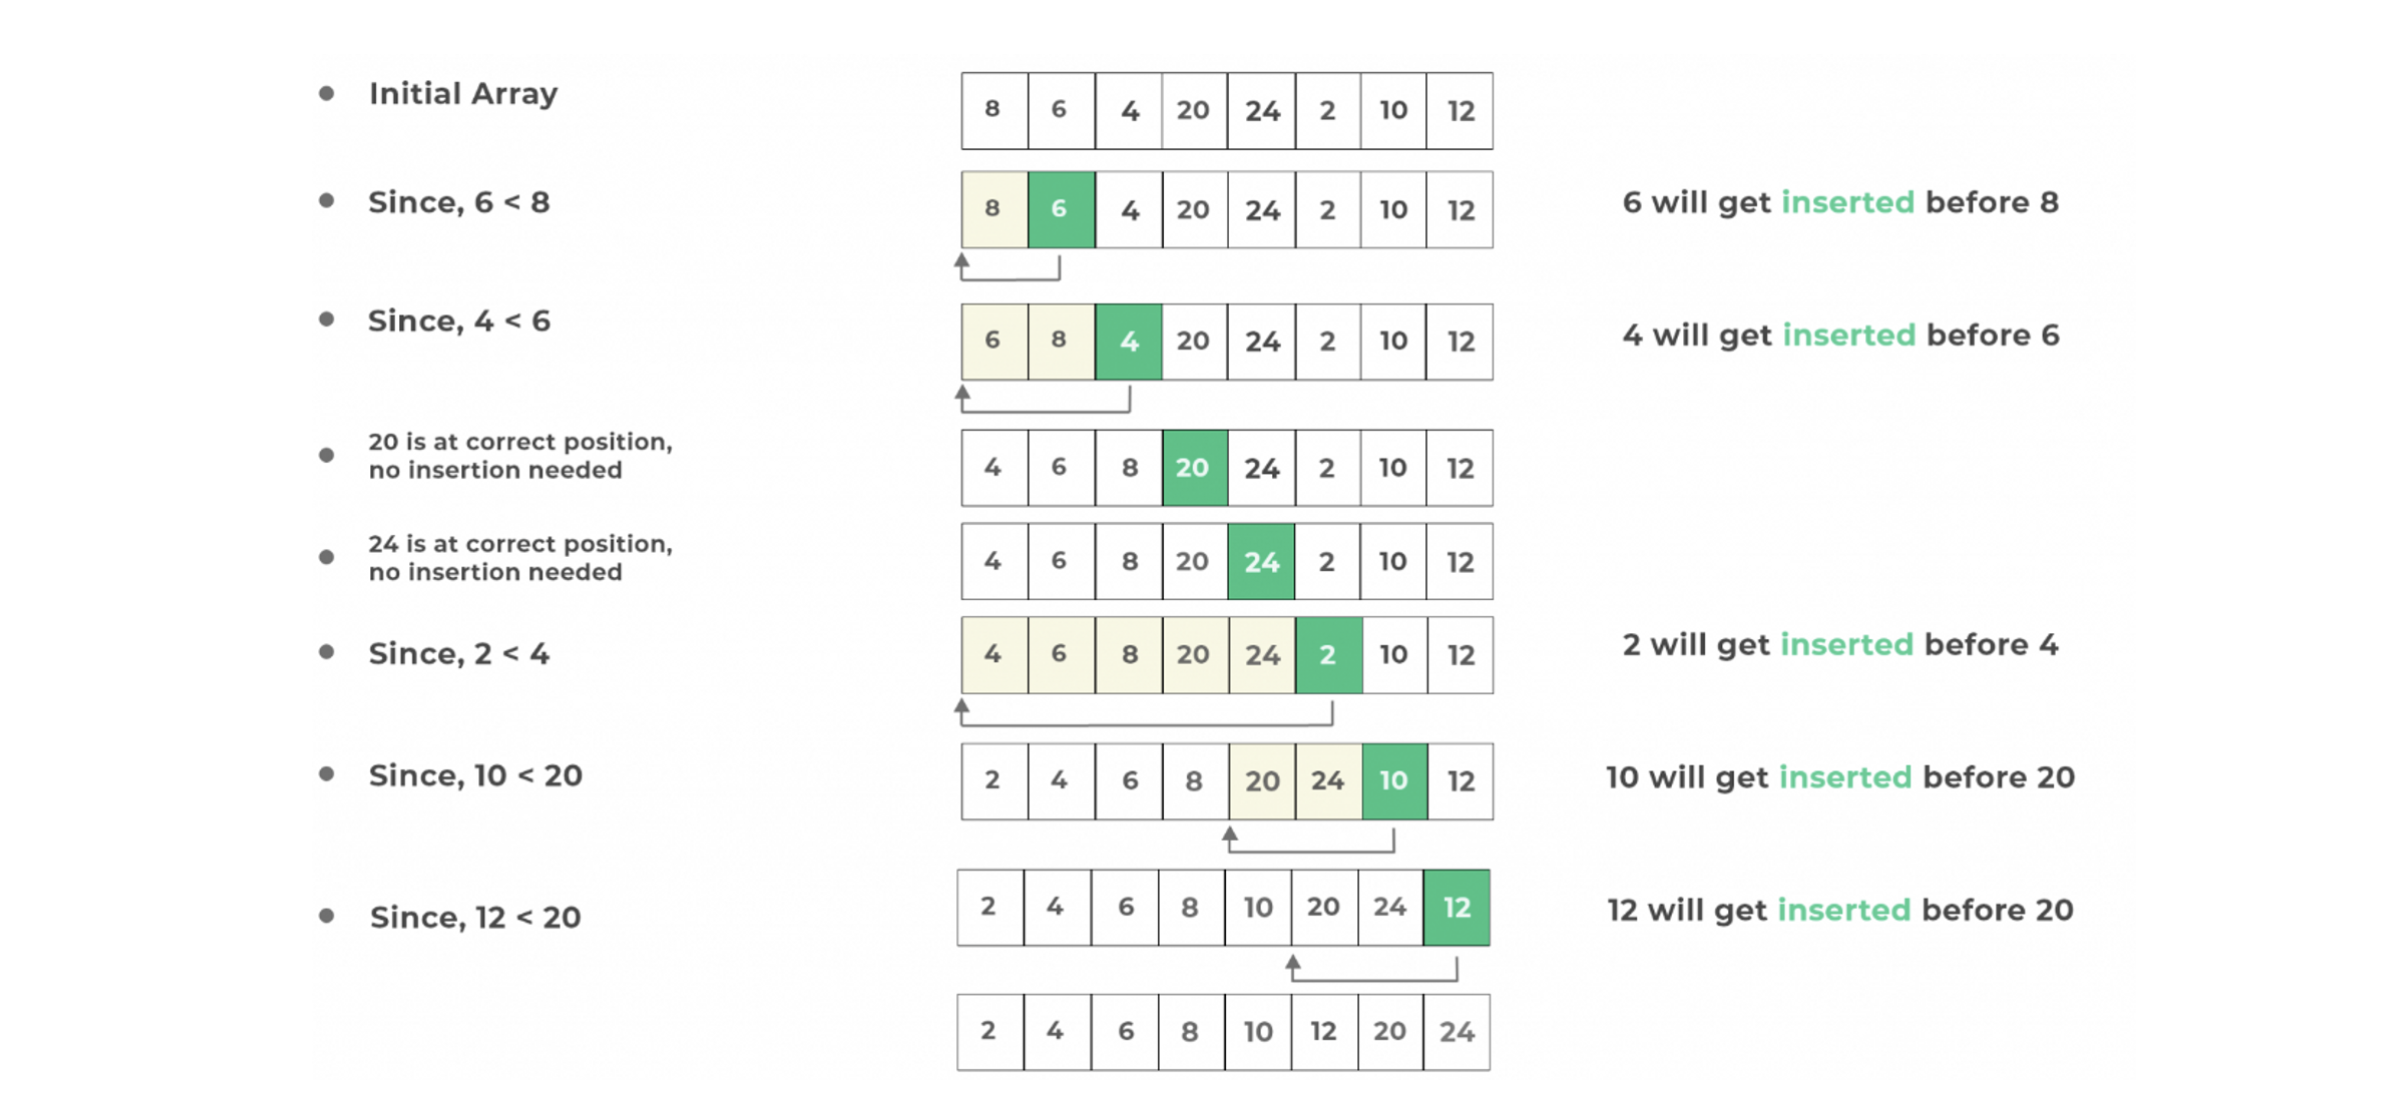 Initial Array
8 6 4 20 24 2 10 12
Since, 6 < 8
8 6 4 20 24 2 10 12
6 will get inserted before 8
Since, 4 < 6
6 8 4 20 24 2 10 12
4 will get inserted before 6
20 is at correct position,
no insertion needed
4 6 8 20 24 2 10 12
24 is at correct position,
no insertion needed
4 6 8 20 24 2 10 12
Since, 2 < 4
4 6 8 20 24 2 10 12
2 will get inserted before 4
Since, 10 < 20
2 4 6 8 20 24 10 12
10 will get inserted before 20
Since, 12 < 20
2 4 6 8 10 20 24 12
12 will get inserted before 20
2 4 6 8 10 12 20 24